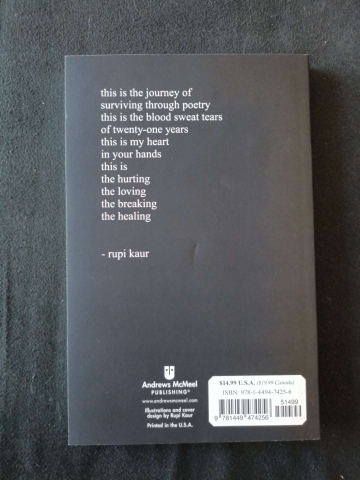 this is the journey of
surviving through poetry
this is the blood sweat tears
of twenty-one years
this is my heart
in your hands
this is
the hurting
the loving
the breaking
the healing
- rupi kaur
Andrews McMeel
PUBLISHING®
www.andrewsmcmeel.com
Illustrations and cover
design by Rupi Kaur
Printed in the U.S.A.
$14.99 U.S.A. ($19.99 Canada)
ISBN: 978-1-4494-7425-6
51499
9 781449 474256